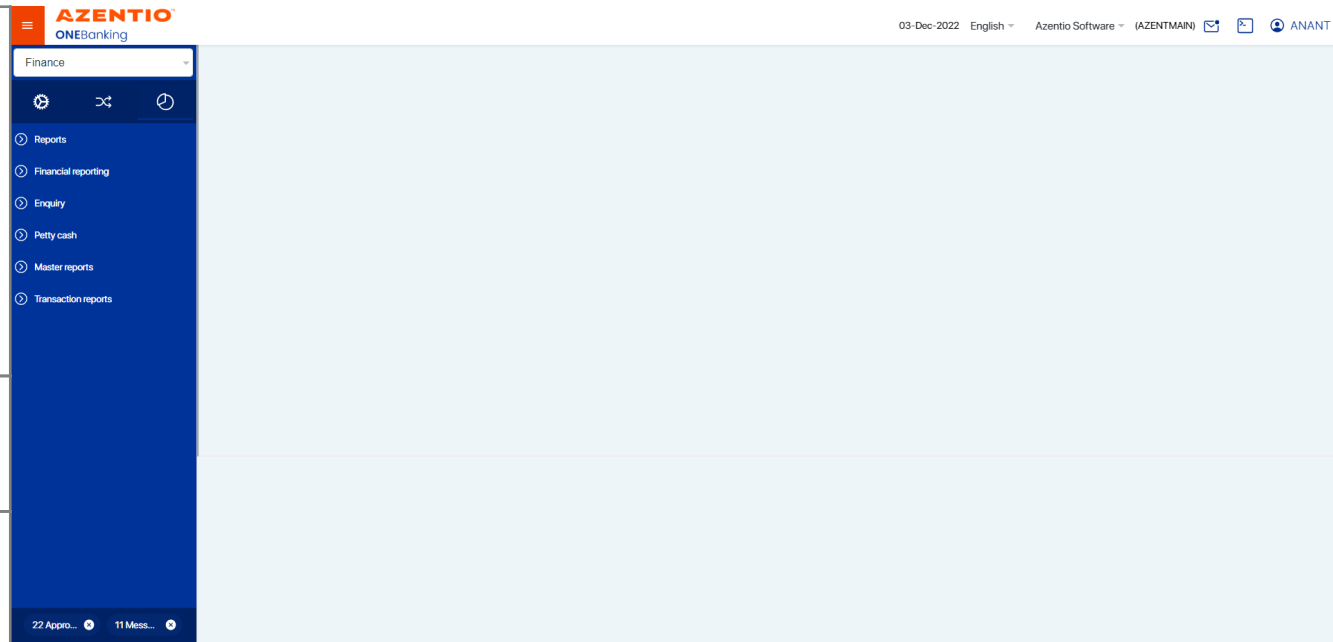 AZENTIO™
ONEBanking
03-Dec-2022 English Azentio Software (AZENTMAIN) ANANT
Finance
Reports
Financial reporting
Enquiry
Petty cash
Master reports
Transaction reports
22 Appro... 11 Mess...